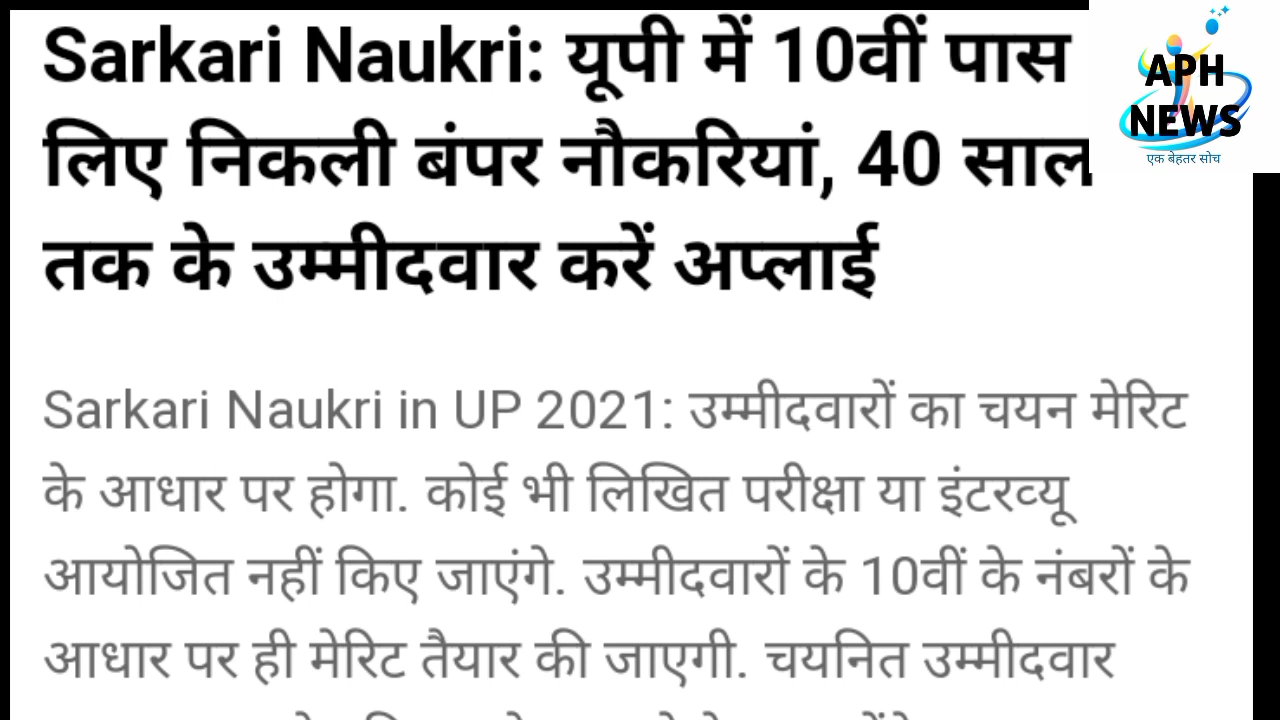 Sarkari Naukri: यूपी में 10वीं पास
लिए निकली बंपर नौकरियां, 40 साल
तक के उम्मीदवार करें अप्लाई
APH
NEWS
एक बेहतर सोच
Sarkari Naukri in UP 2021: उम्मीदवारों का चयन मेरिट
के आधार पर होगा. कोई भी लिखित परीक्षा या इंटरव्यू
आयोजित नहीं किए जाएंगे. उम्मीदवारों के 10वीं के नंबरों के
आधार पर ही मेरिट तैयार की जाएगी. चयनित उम्मीदवार